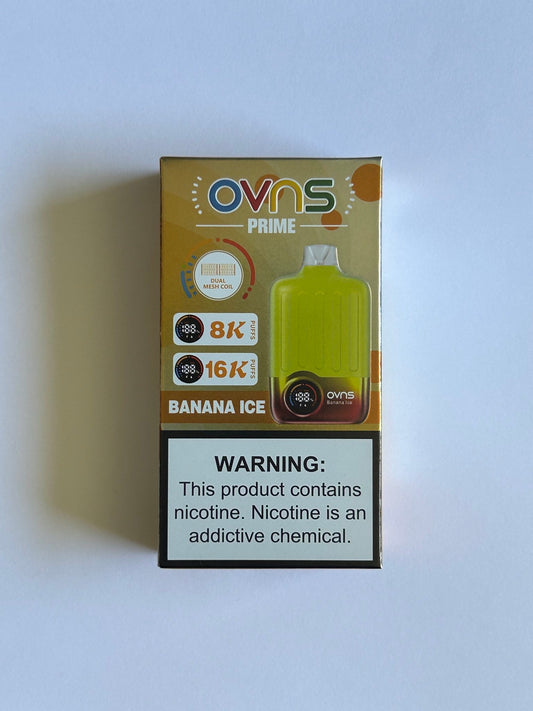 OVNS
PRIME
DUAL
MESH COIL
8K PUFFS
16K PUFFS
BANANA ICE
OVNS
Banana Ice
WARNING:
This product contains
nicotine. Nicotine is an
addictive chemical.